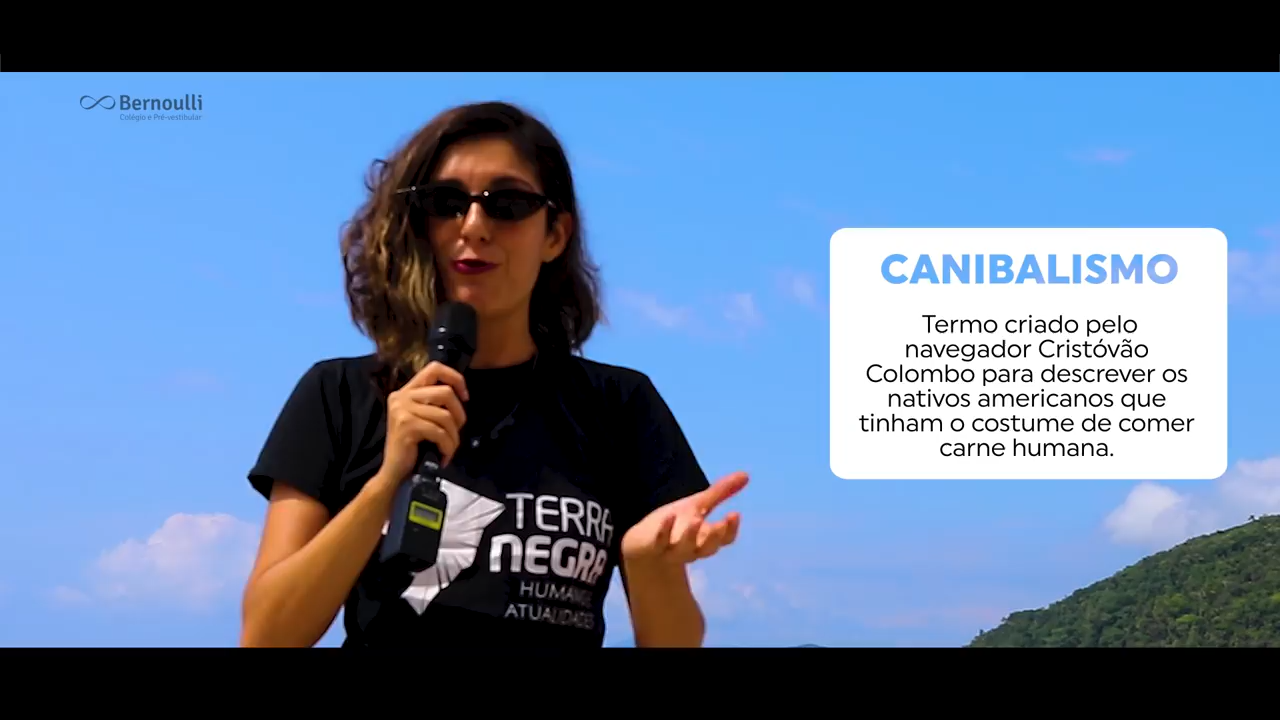 Bernoulli
Colégio e Pré-vestibular
CANIBALISMO
Termo criado pelo
navegador Cristóvão
Colombo para descrever os
nativos americanos que
tinham o costume de comer
carne humana.
TERRA
NEGRA
ATUALIDADES